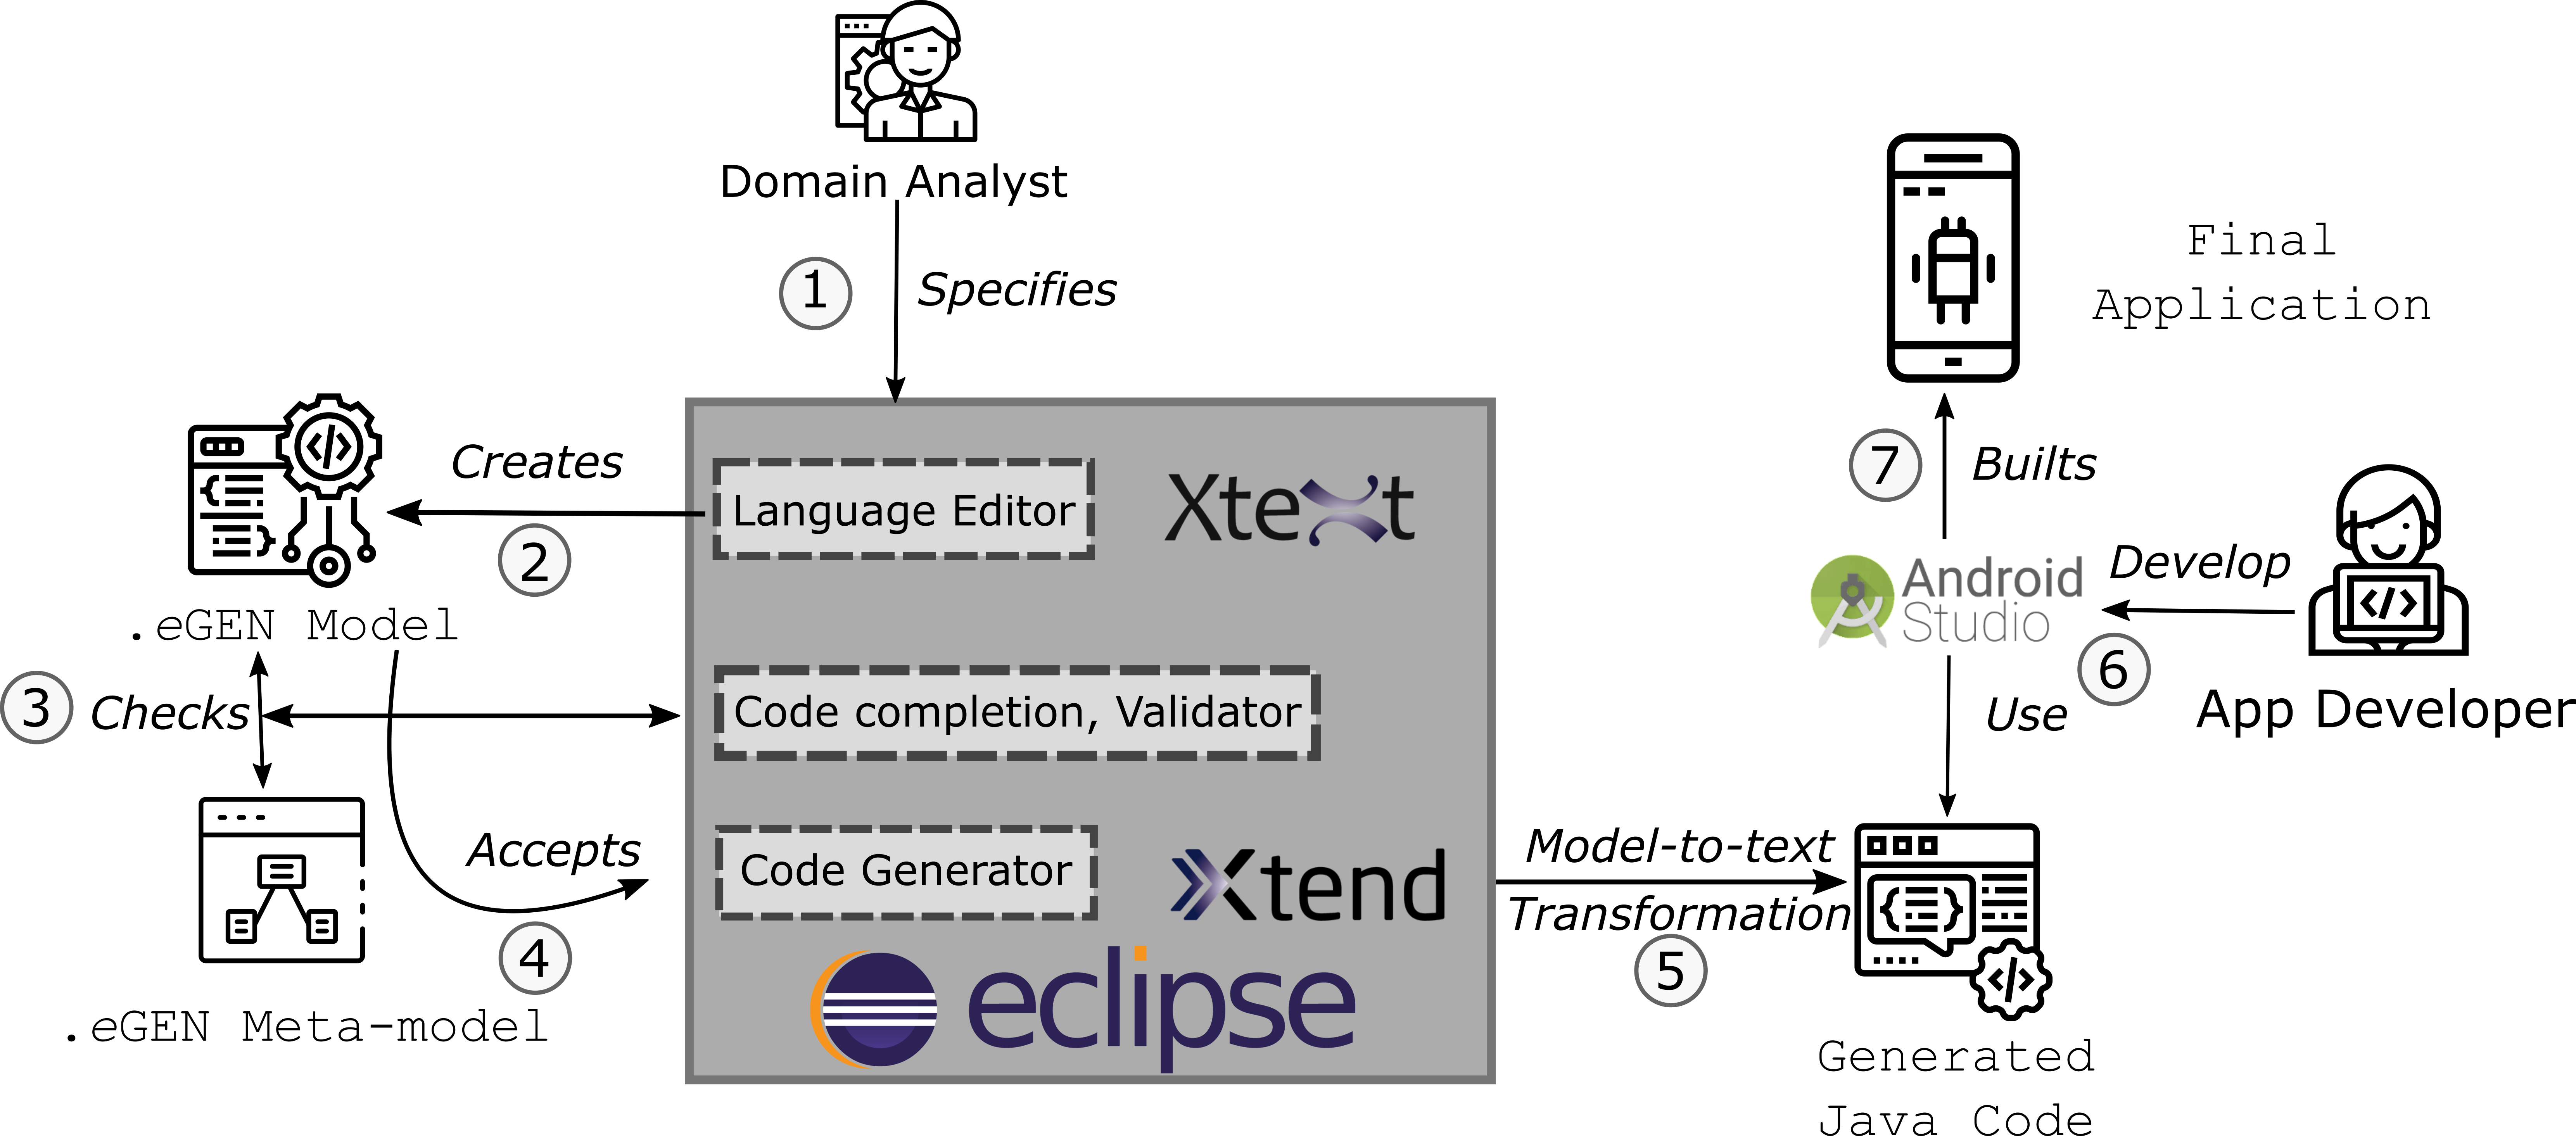 Domain Analyst
1
Specifies
Final
Application
Creates
2
Language Editor
Xtext
7
Builts
.eGEN Model
Android
Studio
Develop
6
App Developer
3
Checks
Code completion, Validator
Use
Accepts
4
Code Generator
Xtend
Model-to-text
Transformation
5
.eGEN Meta-model
eclipse
Generated
Java Code